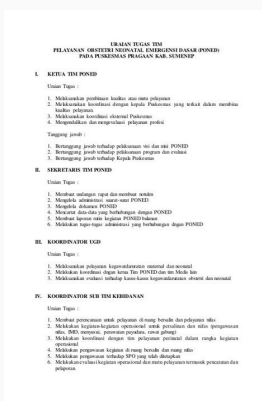 URAIAN TUGAS TIM
PELAYANAN OBSTETRI NEONATAL EMERGENSI DASAR (PONED)
PADA PUSKESMAS PRAGAAN KAB. SUMENEP
I. KETUA TIM PONED
Uraian Tugas :
1. Melaksanakan pembinaan kualitas atau mutu pelayanan
2. Melaksanakan koordinasi dengan kepala Puskesmas yang terkait dalam membina
kualitas pelayanan.
3. Melaksanakan koordinasi eksternal Puskesmas
4. Mengendalikan dan mengevaluasi pelayanan profesi
Tanggung jawab :
1. Bertanggung jawab terhadap pelaksanaan visi dan misi PONED
2. Bertanggung jawab terhadap pelaksanaan program dan evaluasi
3. Bertanggung jawab terhadap Kepala Puskesmas
II. SEKRETARIS TIM PONED
Uraian Tugas :
1. Membuat undangan rapat dan membuat notulen
2. Mengelola administrasi surat-surat PONED
3. Mengelola dokumen PONED
4. Mencatat data-data yang berhubungan dengan PONED
5. Membuat laporan rutin kegiatan PONED bulanan
6. Melakukan tugas-tugas administrasi yang berhubungan dngan PONED
III. KOORDINATOR UGD
Uraian Tugas :
1. Melaksanakan pelayanan kegawatdaruratan maternal dan neonatal
2. Melakukan koordinasi dngan ketua Tim PONED dan tim Medis lain
3. Melaksanakan evaluasi terhadap kasus-kasus kegawatdaruratan obstetri dan neonatal
IV. KOORDINATOR SUB TIM KEBIDANAN
Uraian Tugas :
1. Membuat perencanaan untuk pelayanan di ruang bersalin dan pelayanan nifas
2. Melakukan kegiatan-kegiatan operasional untuk persalinan dan nifas (pengawasan
nifas, IMD, menyusui, perawatan payudara, rawat gabung)
3. Melakukan koordinasi dengan tim pelayanan perinatal dalam rangka kegiatan
operasional
4. Melakukan pengawasan kegiatan di ruang bersalin dan ruang nifas
5. Melakukan pengawasan terhadap SPO yang telah ditetapkan
6. Melakukan evaluasi kegiatan operasional dan mutu pelayanan termasuk pencatatan dan
pelaporan.